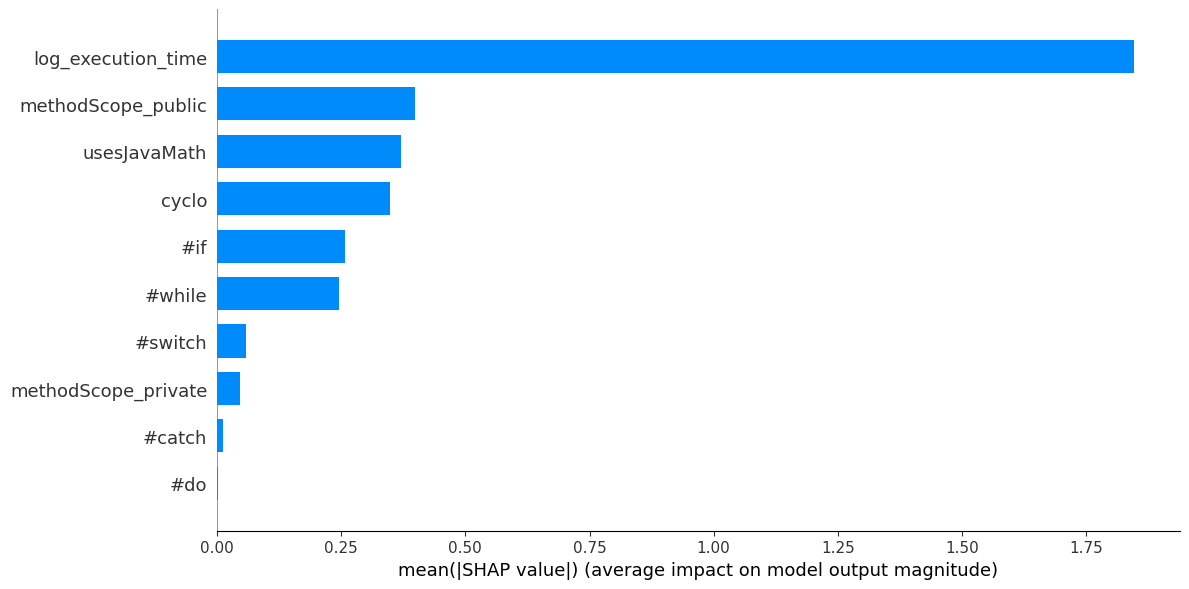 log_execution_time
methodScope_public
usesJavaMath
cyclo
#if
#while
#switch
methodScope_private
#catch
#do
0.00 0.25 0.50 0.75 1.00 1.25 1.50 1.75
mean(|SHAP value|) (average impact on model output magnitude)